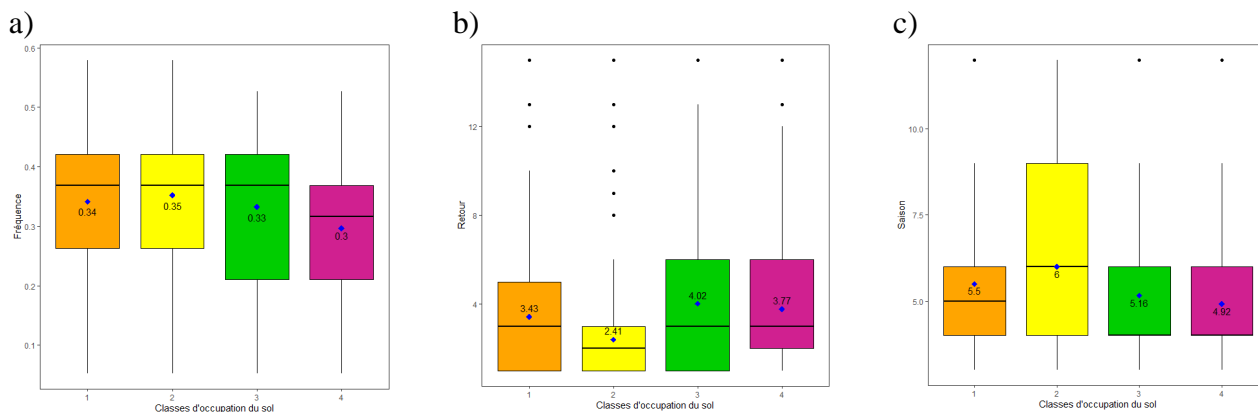 a)
0.6
0.5
0.4
0.3
0.2
0.1
Fréquence
0.34
0.35
0.33
0.3
1 2 3 4
Classes d'occupation du sol
b)
12
8
4
Retour
3.43
2.41
4.02
3.77
1 2 3 4
Classes d'occupation du sol
c)
10.0
7.5
5.0
Saison
5.5
6
5.16
4.92
1 2 3 4
Classes d'occupation du sol